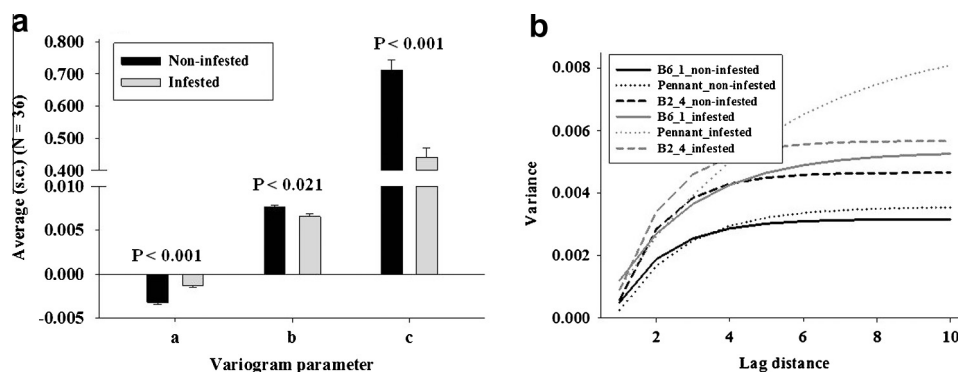 a
Average (s.e.) (N = 36)
0.800
0.700
0.600
0.500
0.400
0.010
0.005
0.000
-0.005
Non-infested
Infested
P < 0.001
P < 0.021
P < 0.001
a
b
c
Variogram parameter
b
Variance
0.008
0.006
0.004
0.002
0.000
B6_1_non-infested
Pennant_non-infested
B2_4_non-infested
B6_1_infested
Pennant_infested
B2_4_infested
2
4
6
8
10
Lag distance